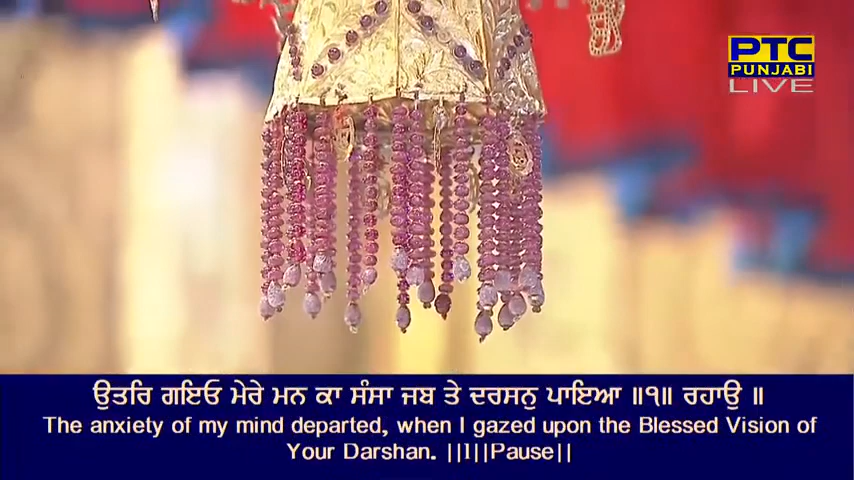 PTC
PUNJABI
LIVE
ਉਤਰਿ ਗਇਓ ਮੇਰੇ ਮਨ ਕਾ ਸੰਸਾ ਜਬ ਤੇ ਦਰਸਨੁ ਪਾਇਆ ॥੧॥ ਰਹਾਉ ॥
The anxiety of my mind departed, when I gazed upon the Blessed Vision of
Your Darshan. ||1||Pause||